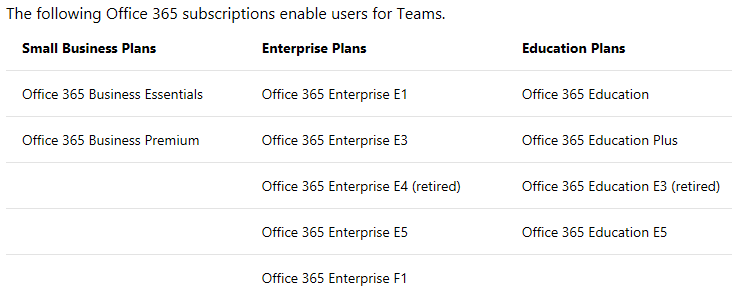 The following Office 365 subscriptions enable users for Teams.
Small Business Plans Enterprise Plans Education Plans
Office 365 Business Essentials Office 365 Enterprise E1 Office 365 Education
Office 365 Business Premium Office 365 Enterprise E3 Office 365 Education Plus
Office 365 Enterprise E4 (retired) Office 365 Education E3 (retired)
Office 365 Enterprise E5 Office 365 Education E5
Office 365 Enterprise F1